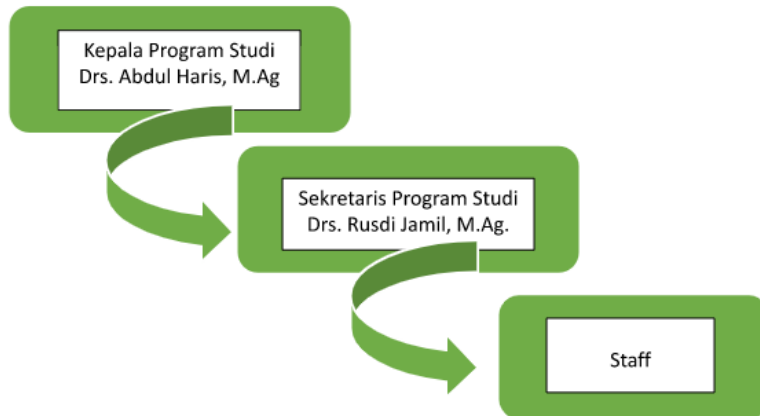 Kepala Program Studi
Drs. Abdul Haris, M.Ag
Sekretaris Program Studi
Drs. Rusdi Jamil, M.Ag.
Staff